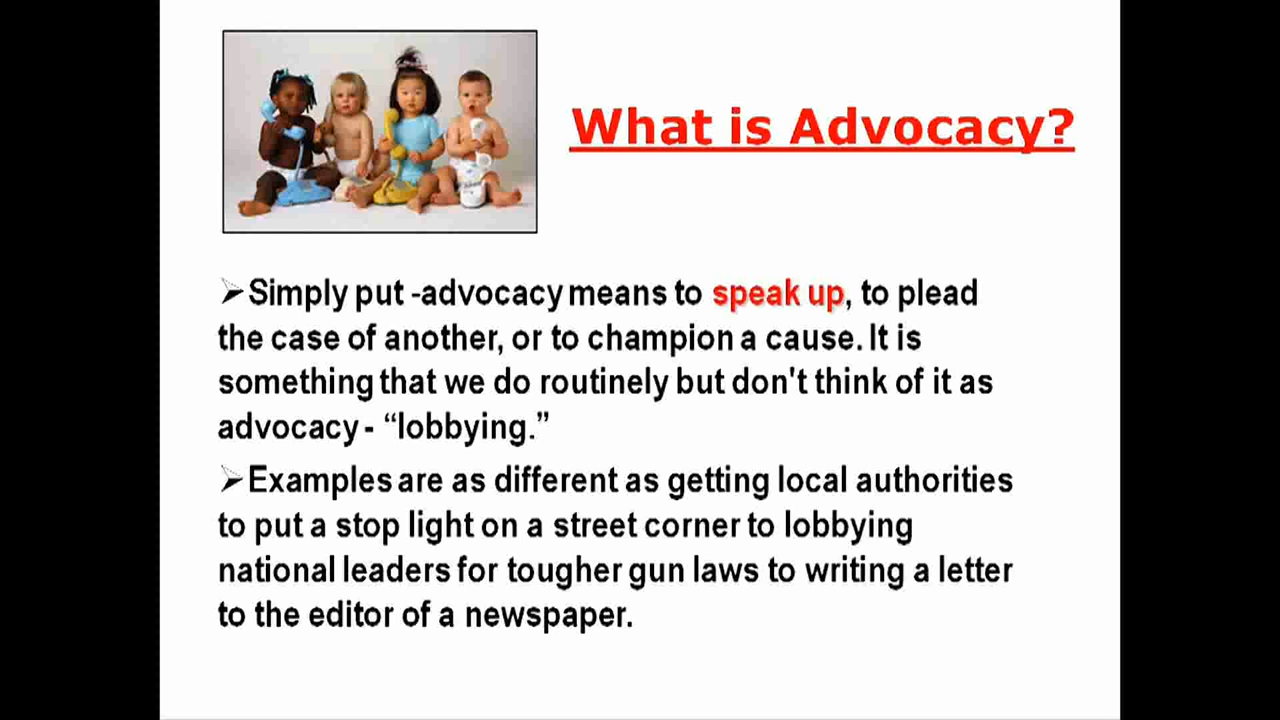 What is Advocacy?
➢Simply put -advocacy means to speak up, to plead
the case of another, or to champion a cause. It is
something that we do routinely but don't think of it as
advocacy - “lobbying.”
➢Examples are as different as getting local authorities
to put a stop light on a street corner to lobbying
national leaders for tougher gun laws to writing a letter
to the editor of a newspaper.